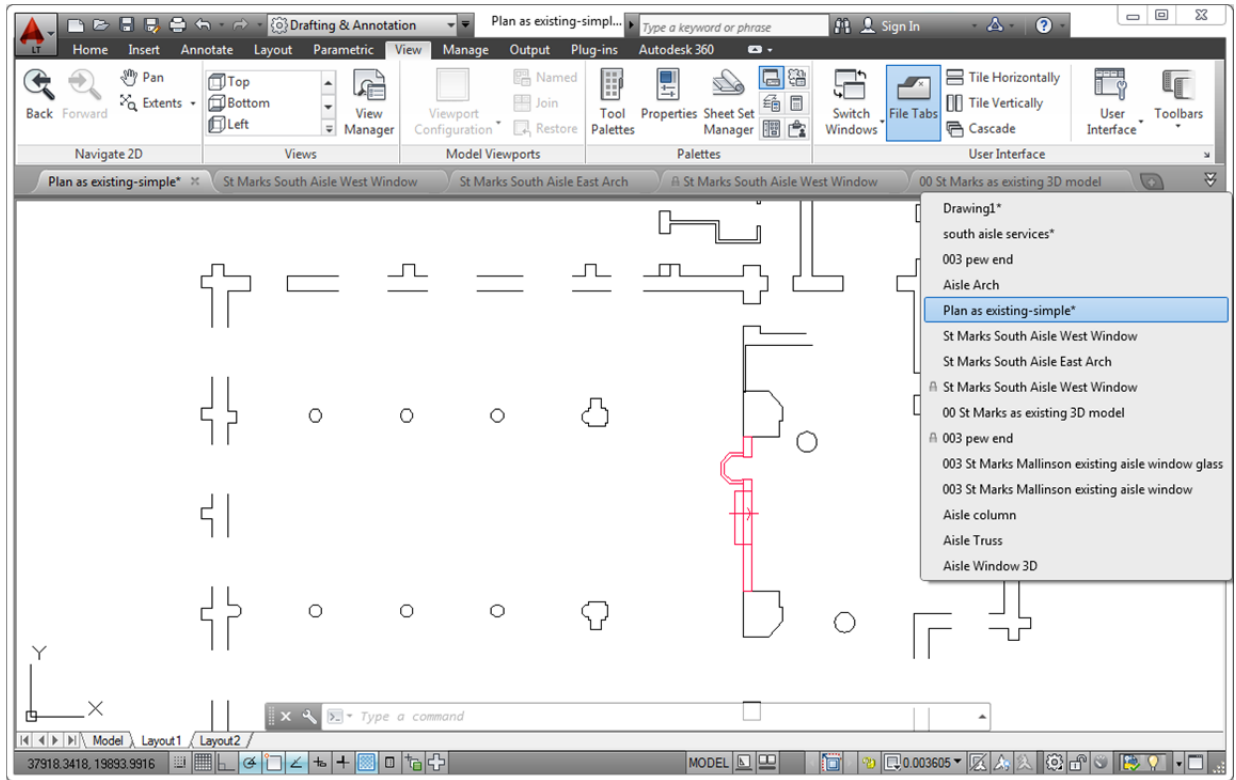 Drafting & Annotation
Plan as existing-simpl...
Type a keyword or phrase
Sign In
LT
Home Insert Annotate Layout Parametric View Manage Output Plug-ins Autodesk 360
Back
Forward
Pan
Extents
Top
Bottom
Left
View Manager
Viewport Configuration
Named
Join
Restore
Tool Palettes
Properties
Sheet Set Manager
Switch Windows
File Tabs
Tile Horizontally
Tile Vertically
Cascade
User Interface
Toolbars
Navigate 2D
Views
Model Viewports
Palettes
User Interface
Plan as existing-simple*
St Marks South Aisle West Window
St Marks South Aisle East Arch
St Marks South Aisle West Window
00 St Marks as existing 3D model
Drawing1*
south aisle services*
003 pew end
Aisle Arch
Plan as existing-simple*
St Marks South Aisle West Window
St Marks South Aisle East Arch
St Marks South Aisle West Window
00 St Marks as existing 3D model
003 pew end
003 St Marks Mallinson existing aisle window glass
003 St Marks Mallinson existing aisle window
Aisle column
Aisle Truss
Aisle Window 3D
Y
X
Type a command
Model Layout1 Layout2
37918.3418, 19893.9916
MODEL
0.003605